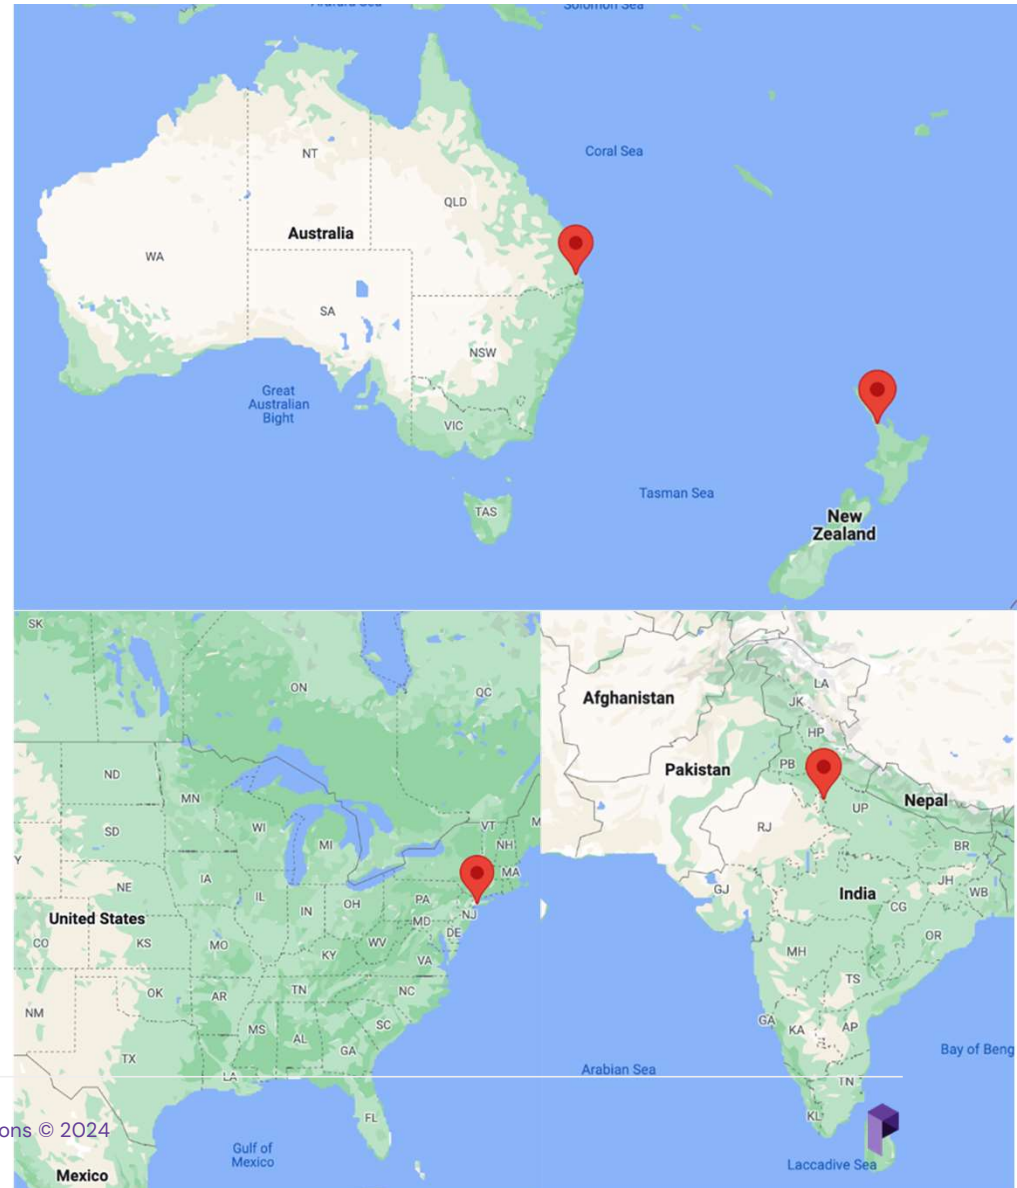 Arafura Sea
Solomon Sea
Coral Sea
NT
QLD
Australia
WA
SA
NSW
Great
Australian
Bight
VIC
Tasman Sea
TAS
New
Zealand
SK
ON
QC
ND
MN
SD
WI
MI
VT
NH
M
Y
NE
IA
IL
IN
OH
PA
MA
NJ
MD
DE
United States
CO
KS
MO
KY
WV
VA
OK
AR
TN
NC
NM
MS
AL
SC
GA
TX
LA
FL
Gulf of
Mexico
Mexico
ons © 2024
Afghanistan
LA
JK
HP
Pakistan
PB
UP
Nepal
RJ
BR
GJ
India
JH
WB
CG
MH
OR
TS
GA
KA
AP
Bay of Beng
Arabian Sea
TN
KL
Laccadive Sea